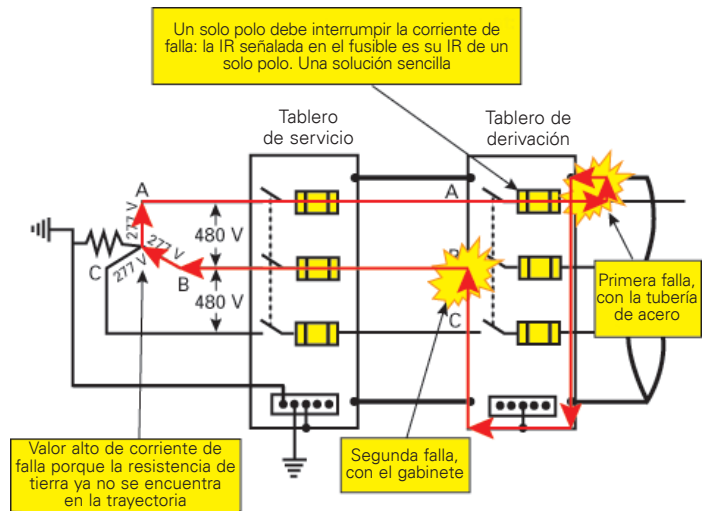 Un solo polo debe interrumpir la corriente de
falla: la IR señalada en el fusible es su IR de un
solo polo. Una solución sencilla
Tablero
de servicio
Tablero de
derivación
A
A
277 V
480 V
277 V
B
C
277 V
480 V
C
Primera falla,
con la tubería
de acero
Valor alto de corriente de
falla porque la resistencia de
tierra ya no se encuentra
en la trayectoria
Segunda falla,
con el gabinete